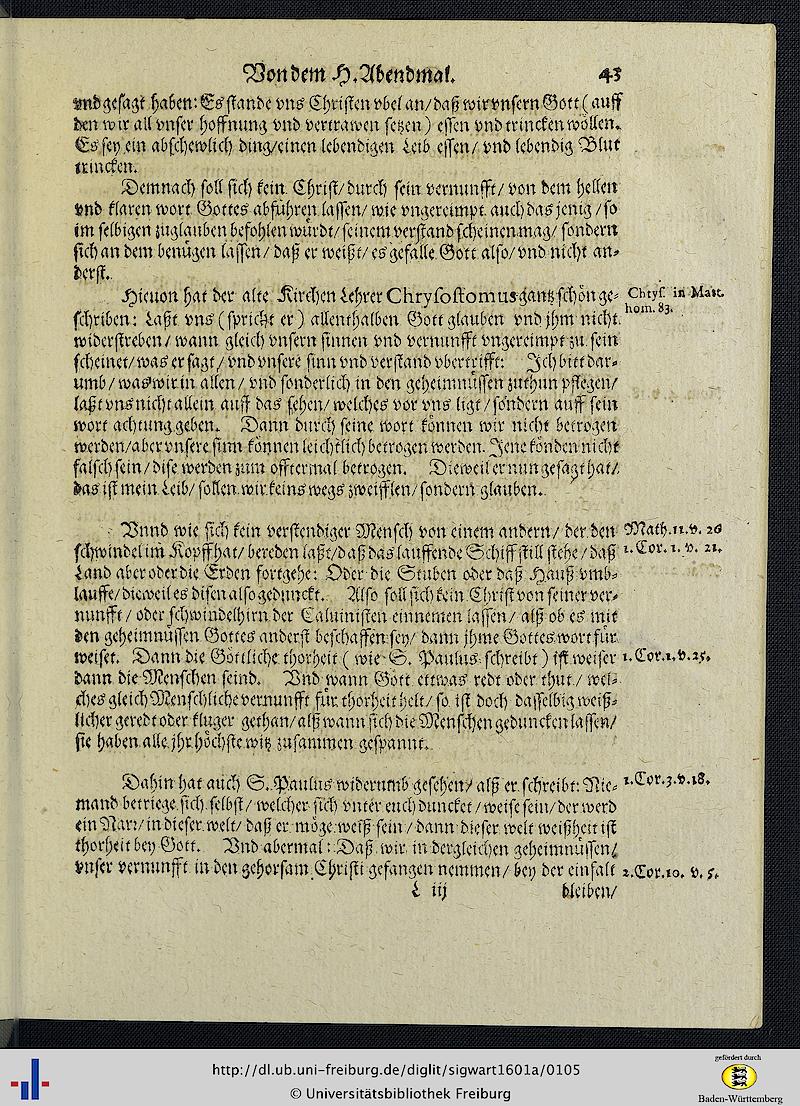 Von dem H. Abendmal. 43
vnd gesagt haben: Es stande vns Christen vbel an/ daß wir vnsern Gott ( auff
den wir all vnser hoffnung vnd vertrawen setzen ) essen vnd trincken wöllen.
Es sey ein abschewlich ding/ einen lebendigen Leib essen/ vnd lebendig Blut
trincken.
Demnach soll sich kein Christ/ durch sein vernunfft/ von dem hellen
vnd klaren wort Gottes abführen lassen/ wie vngereimpt auch das jenig / so
im selbigen zuglauben befohlen würdt/ seinem verstand scheinen mag/ sondern
sich an dem benügen lassen/ daß er weißt/ es gefalle Gott also/ vnd nicht an=
derst.
Hieuon hat der alte Kirchen Lehrer Chrysostomus gantz schön ge=
Chrys. in Matt.
hom. 83.
schriben: Laßt vns ( spricht er ) allenthalben Gott glauben vnd jhm nicht
widerstreben / wann gleich vnsern sinnen vnd vernunfft vngereimpt zu sein
scheinet/ was er sagt / vnd vnsere sinn vnd verstand vbertrifft: Ich bitt dar=
umb / was wir in allen / vnd sonderlich in den geheimnüssen zuthun pflegen/
laßt vns nicht allein auff das sehen/ welches vor vns ligt / sondern auff sein
wort achtung geben. Dann durch seine wort können wir nicht betrogen
werden/ aber vnsere sinn können leichtlich betrogen werden. Jene könden nicht
falsch sein / dise werden zum offtermal betrogen. Dieweil er nun gesagt hat/
das ist mein Leib/ sollen wir keins wegs zweifflen/ sondern glauben.
Vnnd wie sich kein verstendiger Mensch von einem andern/ der den
Math. 11. v. 26
schwindel im Kopff hat/ bereden laßt/ daß das lauffende Schiff still stehe / daß
1. Cor. 1. v. 21.
Land aber oder die Erden fortgehe: Oder die Stuben oder daß Hauß vmb=
lauffe/ dieweil es disen also geduncket. Also soll sich kein Christ von seiner ver=
nunfft / oder schwindelhirn der Caluinisten einnemen lassen / alß ob es mit
den geheimnüssen Gottes anderst beschaffen sey/ dann jhme Gottes wort für
weiset. Dann die Göttliche thorheit ( wie S. Paulus schreibt ) ist weiser
1. Cor. 1. v. 25.
dann die Menschen seind. Vnd wann Gott ettwas redt oder thut / wel=
ches gleich Menschliche vernunfft für thorheit helt/ so ist doch dasselbig weiß=
licher geredt oder kluger gethan/ alß wann sich die Menschen geduncken lassen/
sie haben alle jhr höchste witz zusammen gespannt.
Dahin hat auch S. Paulus widerumb gesehen/ alß er schreibt: Nie=
1. Cor. 3. v. 18.
mand betriege sich selbst/ welcher sich vnter euch duncket / weise sein/ der werd
ein Narr/ in dieser welt/ daß er möge weiß sein / dann dieser welt weißheit ist
thorheit bey Gott. Vnd abermal: Daß wir in dergleichen geheimnüssen/
vnser vernunfft in den gehorsam Christi gefangen nemmen/ bey der einfalt
2. Cor. 10. v. 5.
L iij bleiben/
http://dl.ub.uni-freiburg.de/diglit/sigwart1601a/0105
© Universitätsbibliothek Freiburg
gefördert durch
Baden-Württemberg